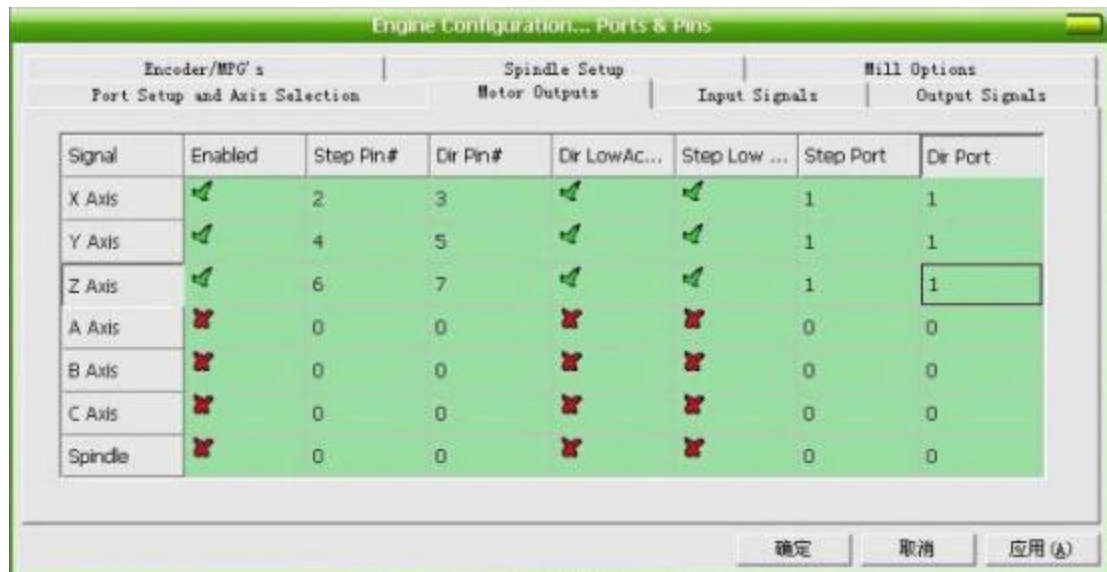 Engine Configuration... Ports & Pins
Encoder/MPG's Spindle Setup Mill Options
Port Setup and Axis Selection Motor Outputs Input Signals Output Signals
Signal Enabled Step Pin# Dir Pin# Dir LowAc... Step Low ... Step Port Dir Port
X Axis 2 3 1 1
Y Axis 4 5 1 1
Z Axis 6 7 1 1
A Axis 0 0 0 0
B Axis 0 0 0 0
C Axis 0 0 0 0
Spindle 0 0 0 0
确定 取消 应用(A)